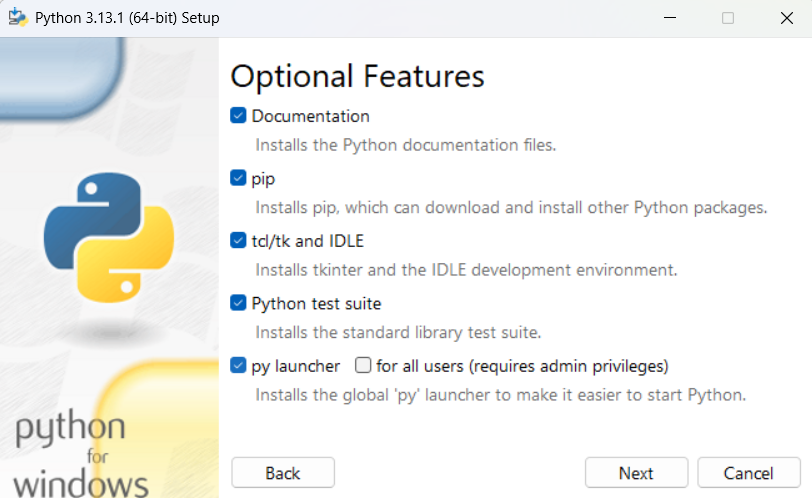 Python 3.13.1 (64-bit) Setup
Optional Features
Documentation
Installs the Python documentation files.
pip
Installs pip, which can download and install other Python packages.
tcl/tk and IDLE
Installs tkinter and the IDLE development environment.
Python test suite
Installs the standard library test suite.
py launcher for all users (requires admin privileges)
Installs the global 'py' launcher to make it easier to start Python.
python
for
windows
Back Next Cancel